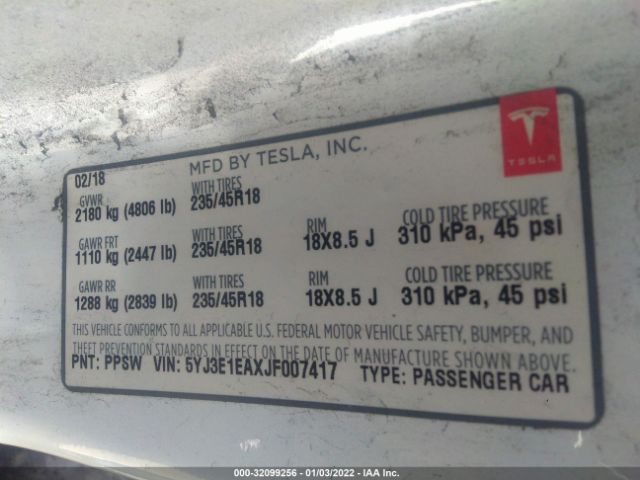 MFD BY TESLA, INC.
TESLA
02/18
GVWR WITH TIRES
2180 kg (4806 lb) 235/45R18
GAWR FRT WITH TIRES RIM COLD TIRE PRESSURE
1110 kg (2447 lb) 235/45R18 18X8.5 J 310 kPa, 45 psi
GAWR RR WITH TIRES RIM COLD TIRE PRESSURE
1288 kg (2839 lb) 235/45R18 18X8.5 J 310 kPa, 45 psi
THIS VEHICLE CONFORMS TO ALL APPLICABLE U.S. FEDERAL MOTOR VEHICLE SAFETY, BUMPER, AND
THEFT PREVENTION STANDARDS IN EFFECT ON THE DATE OF MANUFACTURE SHOWN ABOVE.
PNT: PPSW VIN: 5YJ3E1EAXJF007417 TYPE: PASSENGER CAR
000-32099256 - 01/03/2022 - IAA Inc.